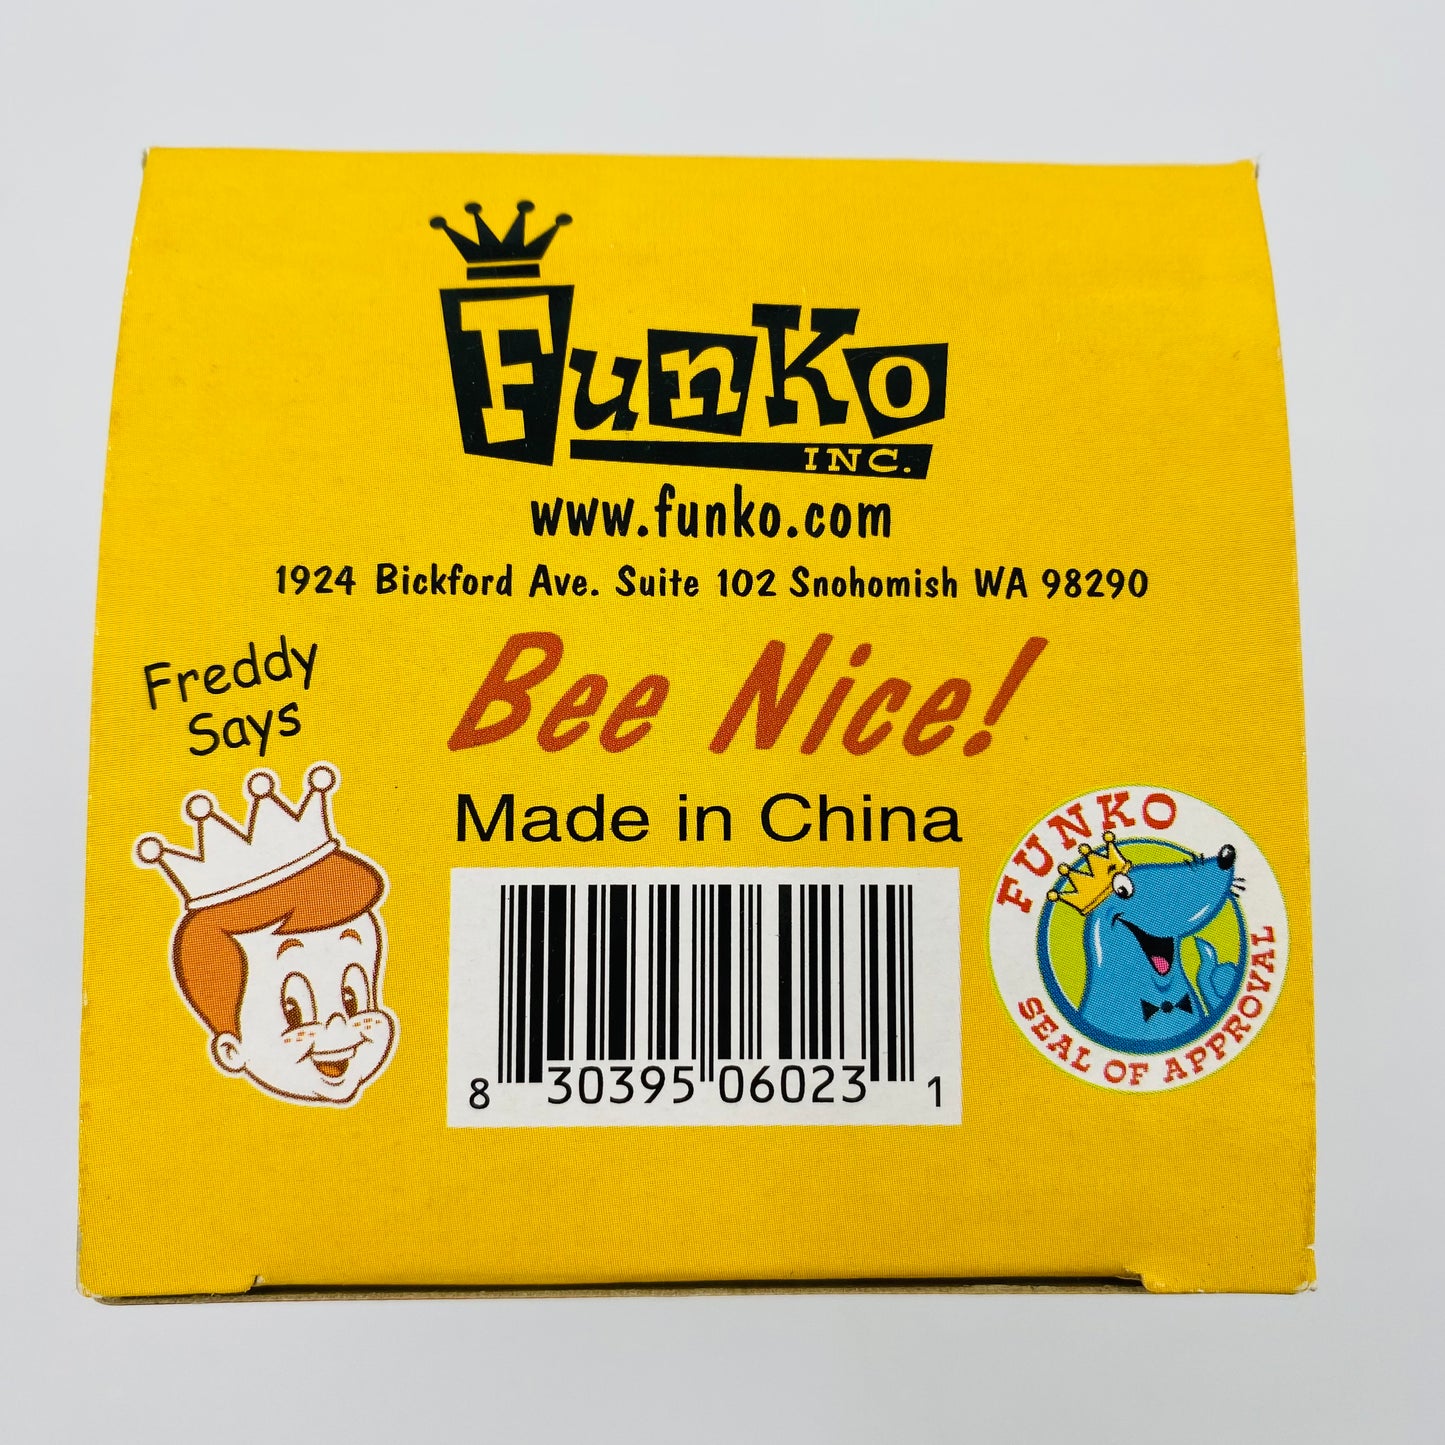 Funko
INC.
www.funko.com
1924 Bickford Ave. Suite 102 Snohomish WA 98290
Freddy
Says
Bee Nice!
Made in China
8 30395 06023 1
FUNKO
SEAL OF APPROVAL